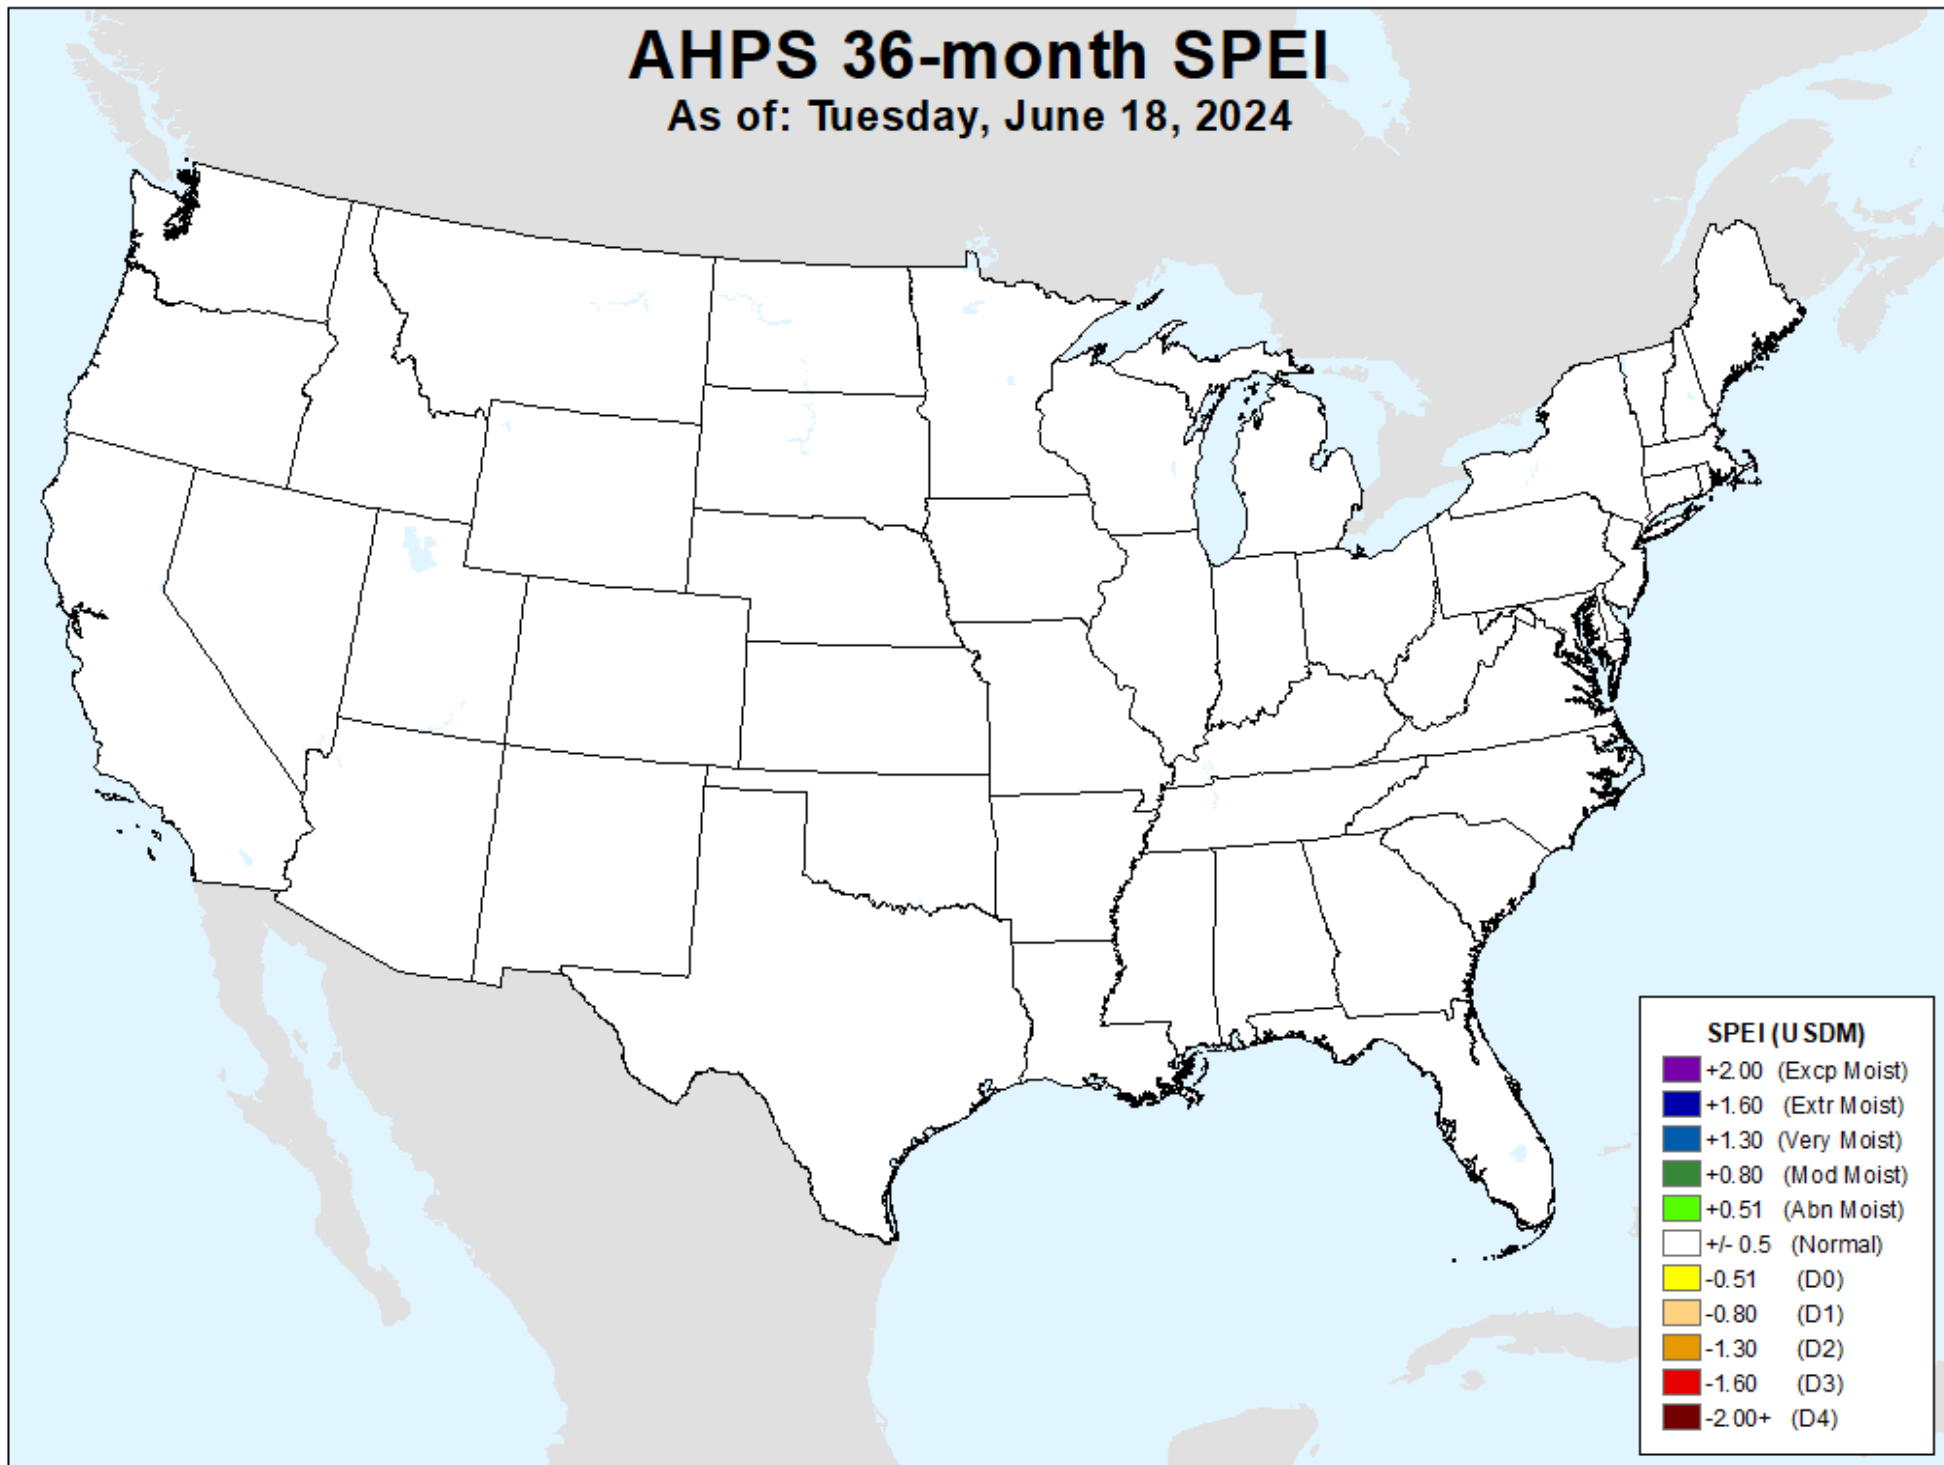 AHPS 36-month SPEI
As of: Tuesday, June 18, 2024
SPEI (USDM)
+2.00 (Excp Moist)
+1.60 (Extr Moist)
+1.30 (Very Moist)
+0.80 (Mod Moist)
+0.51 (Abn Moist)
+/- 0.5 (Normal)
-0.51 (D0)
-0.80 (D1)
-1.30 (D2)
-1.60 (D3)
-2.00+ (D4)